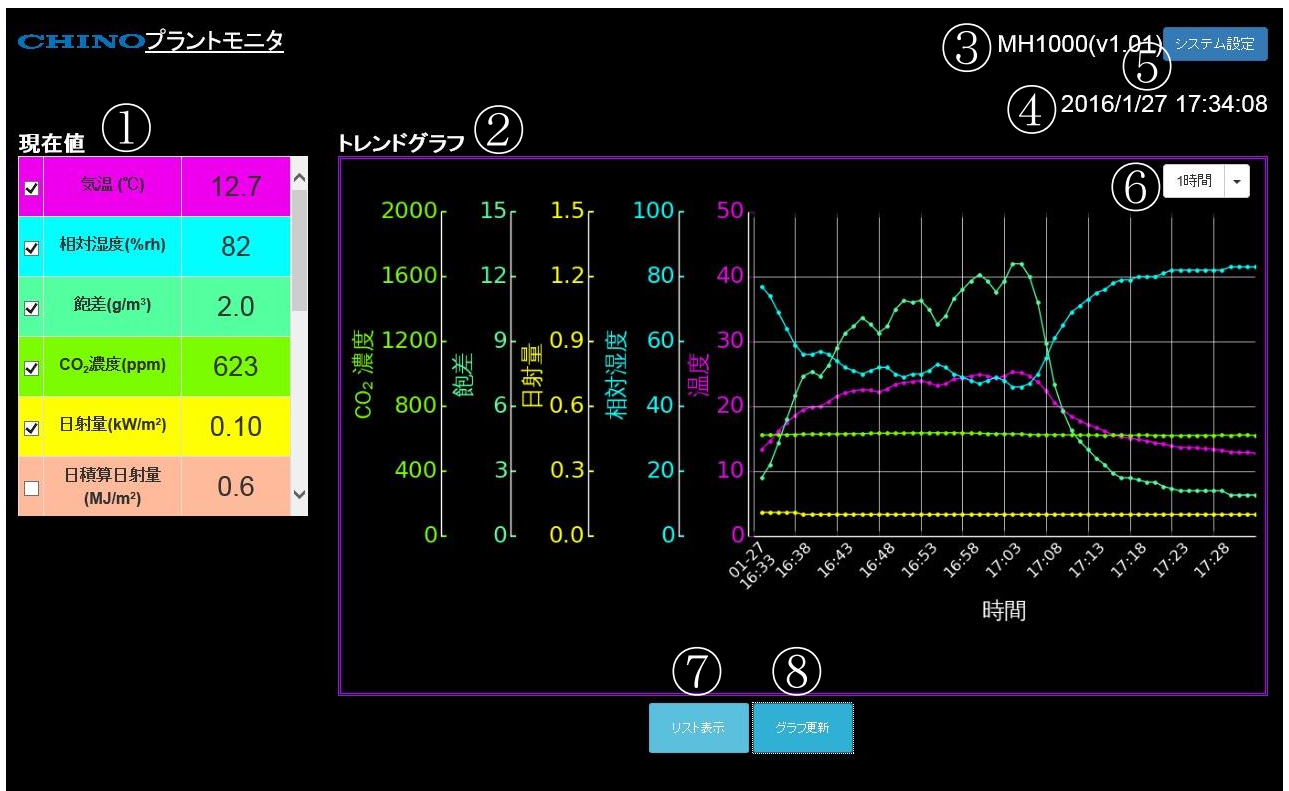 CHINOプラントモニタ
③ MH1000(v1.01) システム設定
⑤
④ 2016/1/27 17:34:08
現在値 ①
気温 (℃) 12.7
相対湿度(%rh) 82
飽差(g/m³) 2.0
CO₂濃度(ppm) 623
日射量(kW/m²) 0.10
日積算日射量
(MJ/m²) 0.6
トレンドグラフ ②
⑥ 1時間
2000 15 1.5 100 50
1600 12 1.2 80 40
1200 9 0.9 60 30
800 6 0.6 40 20
400 3 0.3 20 10
0 0 0.0 0 0
CO₂ 濃度
飽差
日射量
相対湿度
温度
01-27
16:33 16:38 16:43 16:48 16:53 16:58 17:03 17:08 17:13 17:18 17:23 17:28
時間
⑦ ⑧
リスト表示 グラフ更新